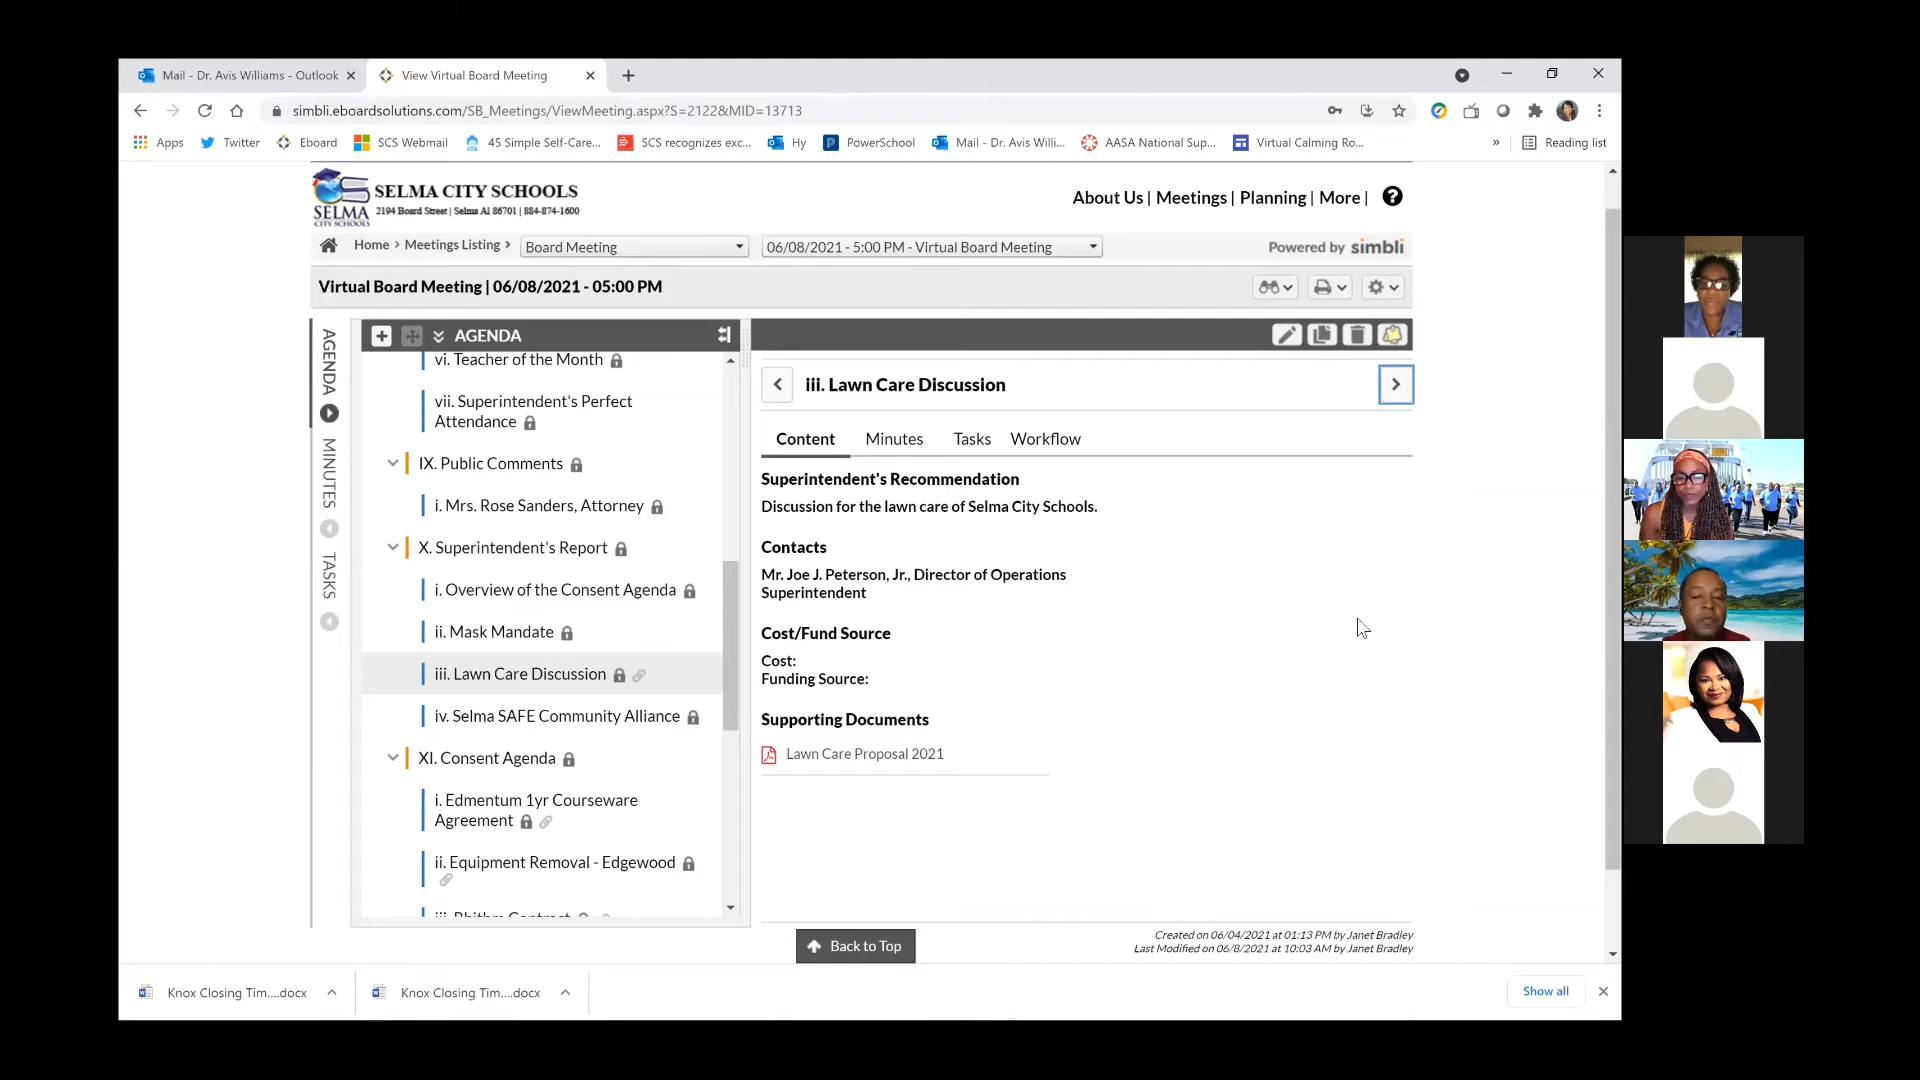 Mail - Dr. Avis Williams - Outlook
View Virtual Board Meeting
simbli.eboardsolutions.com/SB_Meetings/ViewMeeting.aspx?S=2122&MID=13713
Apps
Twitter
Eboard
SCS Webmail
45 Simple Self-Care...
SCS recognizes exc...
Hy
PowerSchool
Mail - Dr. Avis Willi...
AASA National Sup...
Virtual Calming Ro...
»
Reading list
SELMA CITY SCHOOLS
2194 Board Street | Selma Al 86701 | 884-874-1600
SELMA
CITY SCHOOLS
About Us | Meetings | Planning | More |
Home > Meetings Listing >
Board Meeting
06/08/2021 - 5:00 PM - Virtual Board Meeting
Powered by simbli
Virtual Board Meeting | 06/08/2021 - 05:00 PM
AGENDA
MINUTES
TASKS
AGENDA
vi. Teacher of the Month
vii. Superintendent's Perfect
Attendance
IX. Public Comments
i. Mrs. Rose Sanders, Attorney
X. Superintendent's Report
i. Overview of the Consent Agenda
ii. Mask Mandate
iii. Lawn Care Discussion
iv. Selma SAFE Community Alliance
XI. Consent Agenda
i. Edmentum 1yr Courseware
Agreement
ii. Equipment Removal - Edgewood
iii. Lawn Care Discussion
Content
Minutes
Tasks
Workflow
Superintendent's Recommendation
Discussion for the lawn care of Selma City Schools.
Contacts
Mr. Joe J. Peterson, Jr., Director of Operations
Superintendent
Cost/Fund Source
Cost:
Funding Source:
Supporting Documents
Lawn Care Proposal 2021
Created on 06/04/2021 at 01:13 PM by Janet Bradley
Last Modified on 06/8/2021 at 10:03 AM by Janet Bradley
Back to Top
Knox Closing Tim....docx
Knox Closing Tim....docx
Show all